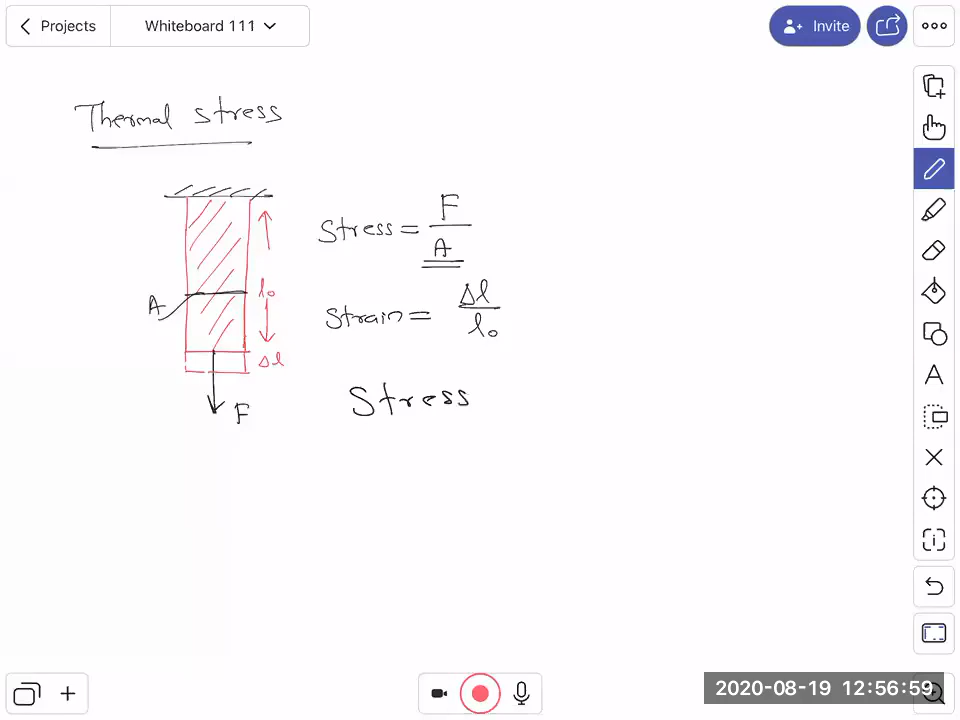 Projects
Whiteboard 111
Invite
Thermal stress
Stress = F / A
A
l₀
Δl
F
Strain = Δl / l₀
Stress
A
2020-08-19 12:56:59